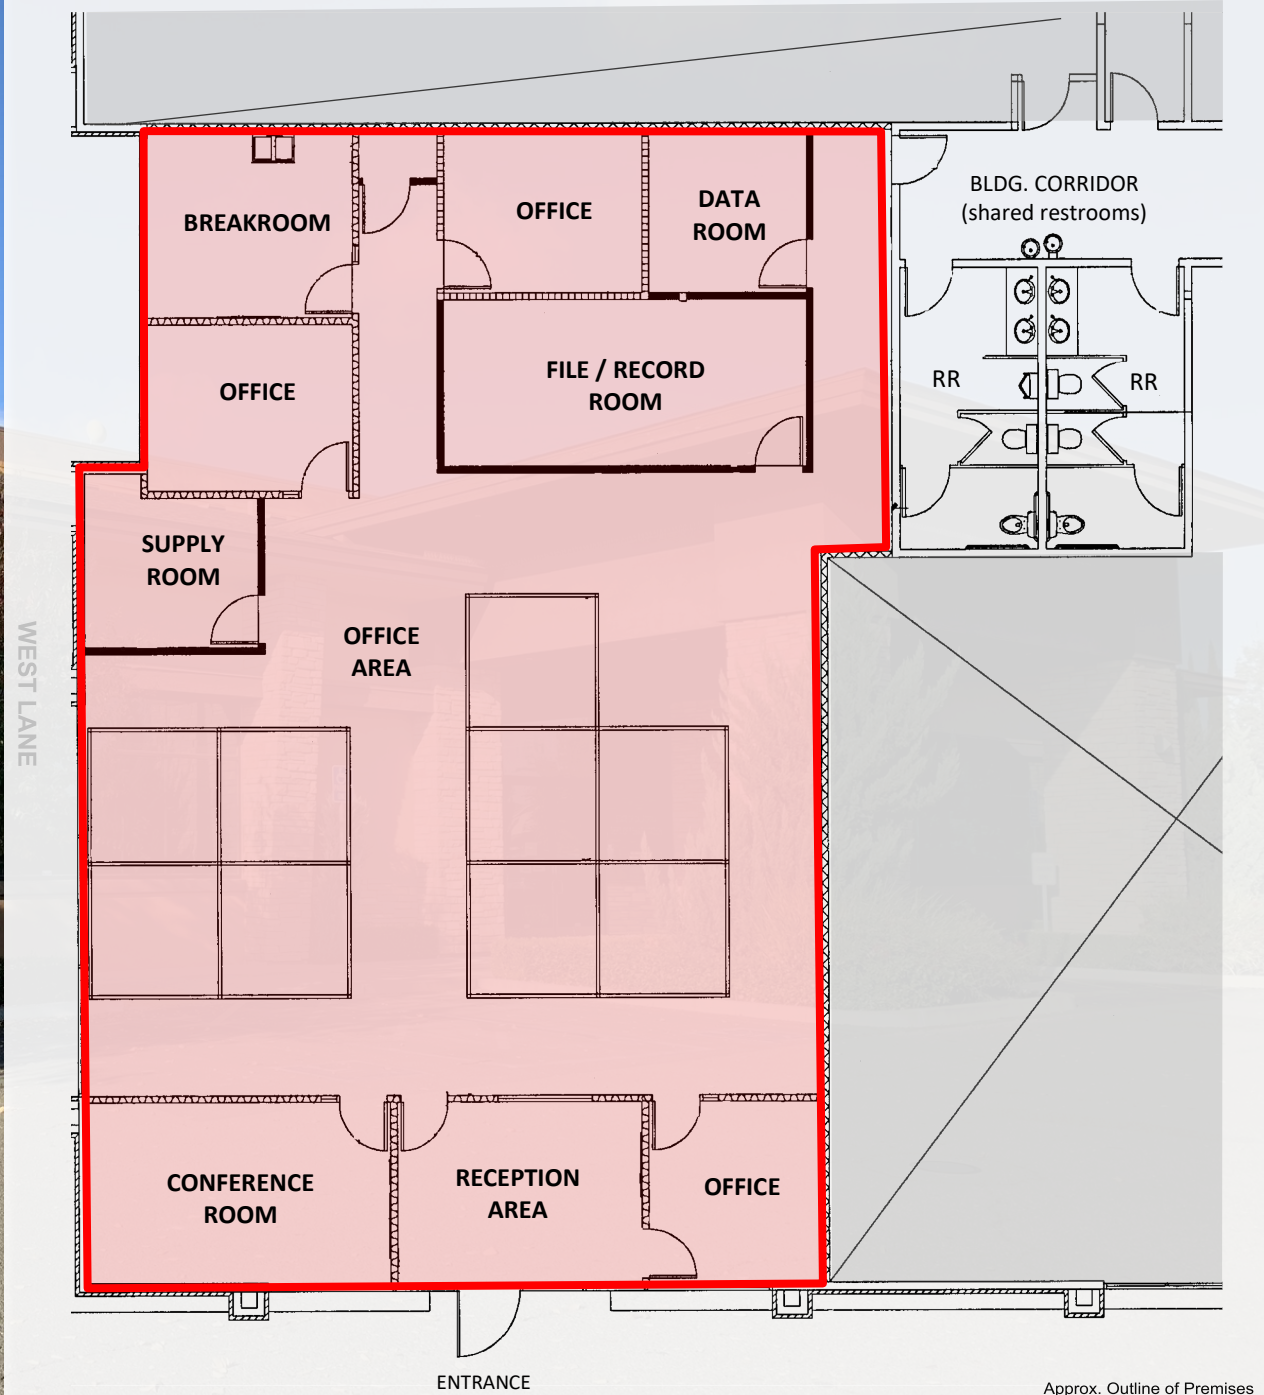 BREAKROOM
OFFICE
DATA
ROOM
BLDG. CORRIDOR
(shared restrooms)
OFFICE
FILE / RECORD
ROOM
RR
RR
SUPPLY
ROOM
OFFICE
AREA
WEST LANE
CONFERENCE
ROOM
RECEPTION
AREA
OFFICE
ENTRANCE
Approx. Outline of Premises